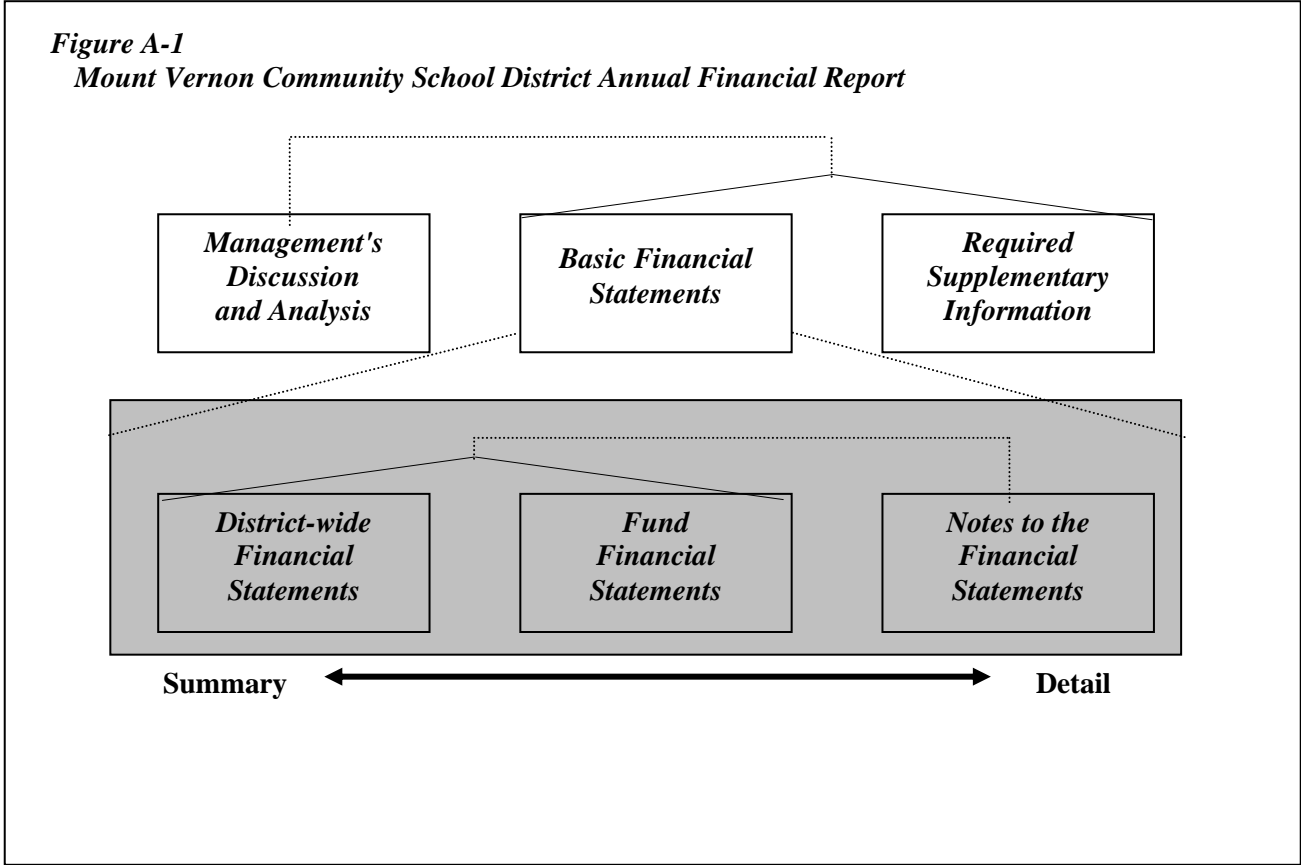 Figure A-1
Mount Vernon Community School District Annual Financial Report
Management's
Discussion
and Analysis
Basic Financial
Statements
Required
Supplementary
Information
District-wide
Financial
Statements
Fund
Financial
Statements
Notes to the
Financial
Statements
Summary
Detail